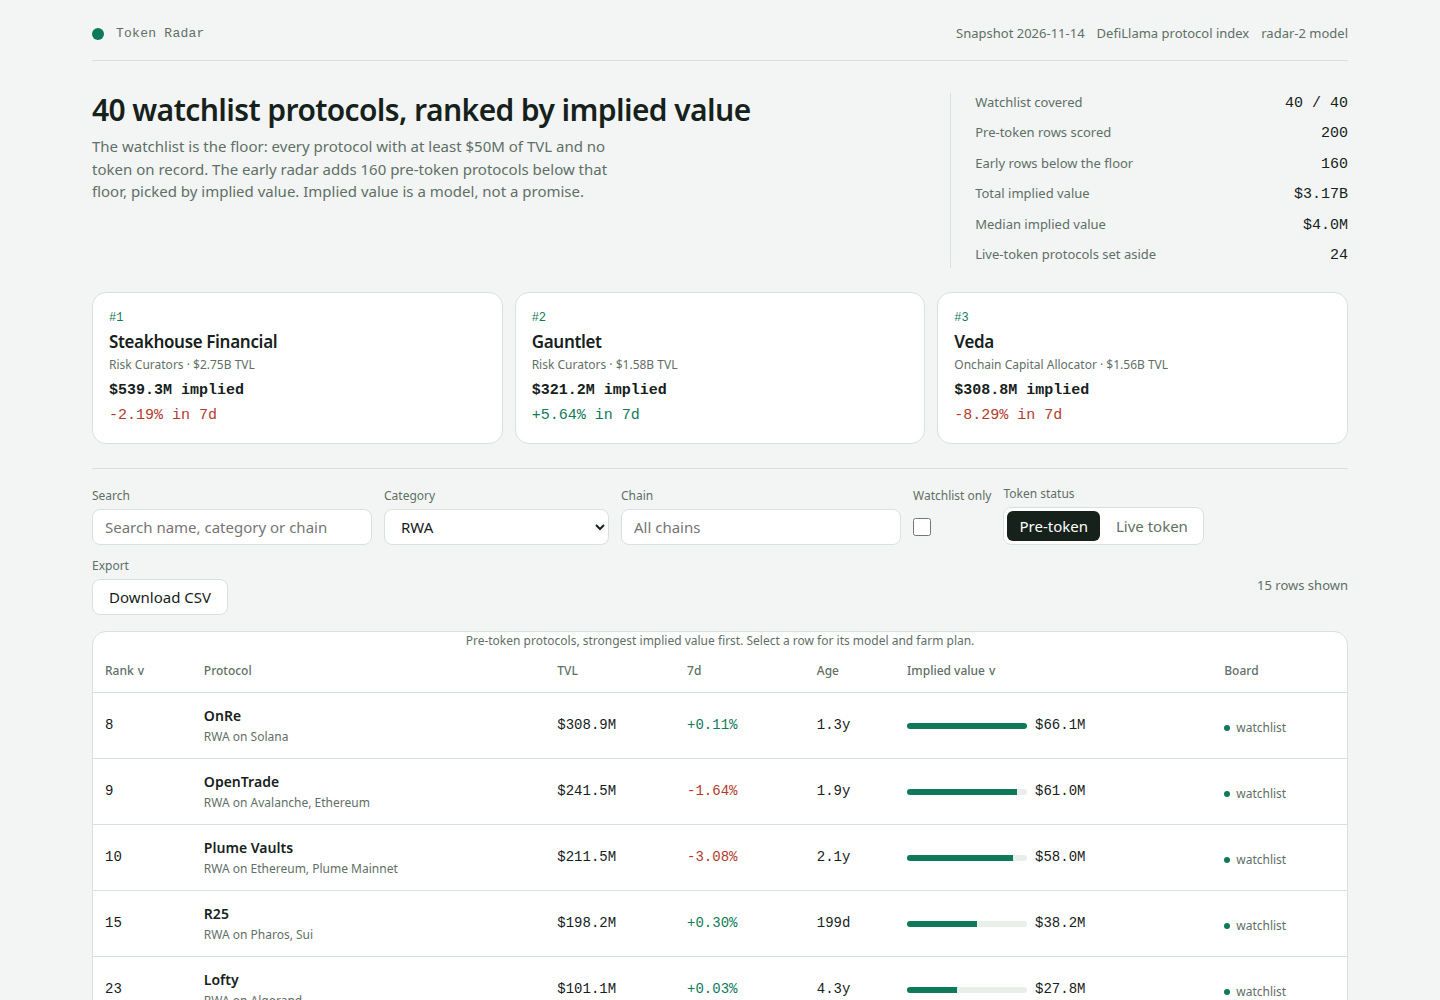 Token Radar
Snapshot 2026-11-14 DefiLlama protocol index radar-2 model
40 watchlist protocols, ranked by implied value
The watchlist is the floor: every protocol with at least $50M of TVL and no
token on record. The early radar adds 160 pre-token protocols below that
floor, picked by implied value. Implied value is a model, not a promise.
Watchlist covered 40 / 40
Pre-token rows scored 200
Early rows below the floor 160
Total implied value $3.17B
Median implied value $4.0M
Live-token protocols set aside 24
#1
Steakhouse Financial
Risk Curators · $2.75B TVL
$539.3M implied
-2.19% in 7d
#2
Gauntlet
Risk Curators · $1.58B TVL
$321.2M implied
+5.64% in 7d
#3
Veda
Onchain Capital Allocator · $1.56B TVL
$308.8M implied
-8.29% in 7d
Search
Search name, category or chain
Category
RWA
Chain
All chains
Watchlist only
Token status
Pre-token Live token
Export
Download CSV
15 rows shown
Pre-token protocols, strongest implied value first. Select a row for its model and farm plan.
Rank v Protocol TVL 7d Age Implied value v Board
8 OnRe $308.9M +0.11% 1.3y $66.1M watchlist
RWA on Solana
9 OpenTrade $241.5M -1.64% 1.9y $61.0M watchlist
RWA on Avalanche, Ethereum
10 Plume Vaults $211.5M -3.08% 2.1y $58.0M watchlist
RWA on Ethereum, Plume Mainnet
15 R25 $198.2M +0.30% 199d $38.2M watchlist
RWA on Pharos, Sui
23 Lofty $101.1M +0.03% 4.3y $27.8M watchlist
RWA on Algorand